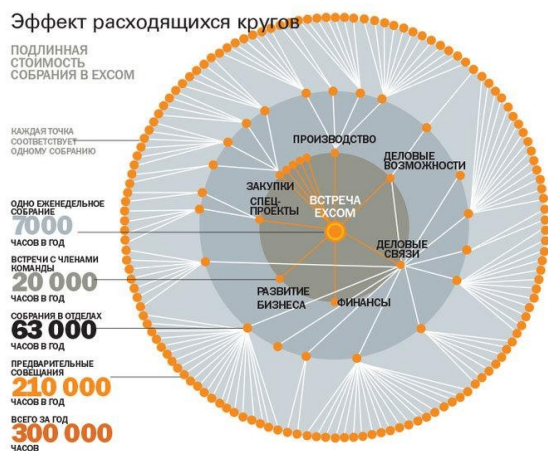 Эффект расходящихся кругов
ПОДЛИННАЯ
СТОИМОСТЬ
СОБРАНИЯ В EXCOM
КАЖДАЯ ТОЧКА
СООТВЕТСТВУЕТ
ОДНОМУ СОБРАНИЮ
ОДНО ЕЖЕНЕДЕЛЬНОЕ
СОБРАНИЕ
7000
ЧАСОВ В ГОД
ВСТРЕЧИ С ЧЛЕНАМИ
КОМАНДЫ
20 000
ЧАСОВ В ГОД
СОБРАНИЯ В ОТДЕЛАХ
63 000
ЧАСОВ В ГОД
ПРЕДВАРИТЕЛЬНЫЕ
СОВЕЩАНИЯ
210 000
ЧАСОВ В ГОД
ВСЕГО ЗА ГОД
300 000
ЧАСОВ
ПРОИЗВОДСТВО
ДЕЛОВЫЕ
ВОЗМОЖНОСТИ
ЗАКУПКИ
СПЕЦ-
ПРОЕКТЫ
ВСТРЕЧА
EXCOM
ДЕЛОВЫЕ
СВЯЗИ
РАЗВИТИЕ
БИЗНЕСА
ФИНАНСЫ